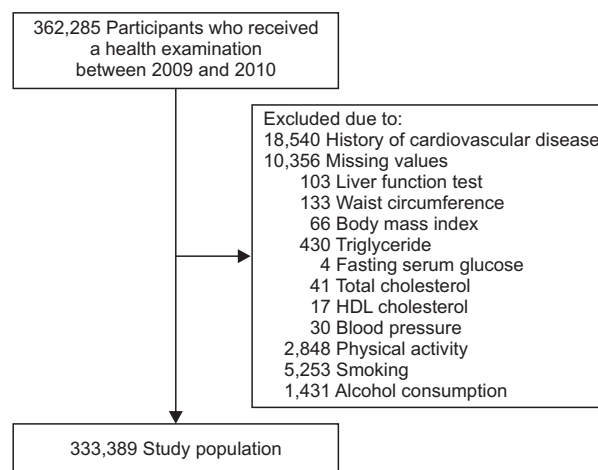 362,285 Participants who received
a health examination
between 2009 and 2010
Excluded due to:
18,540 History of cardiovascular disease
10,356 Missing values
103 Liver function test
133 Waist circumference
66 Body mass index
430 Triglyceride
4 Fasting serum glucose
41 Total cholesterol
17 HDL cholesterol
30 Blood pressure
2,848 Physical activity
5,253 Smoking
1,431 Alcohol consumption
333,389 Study population